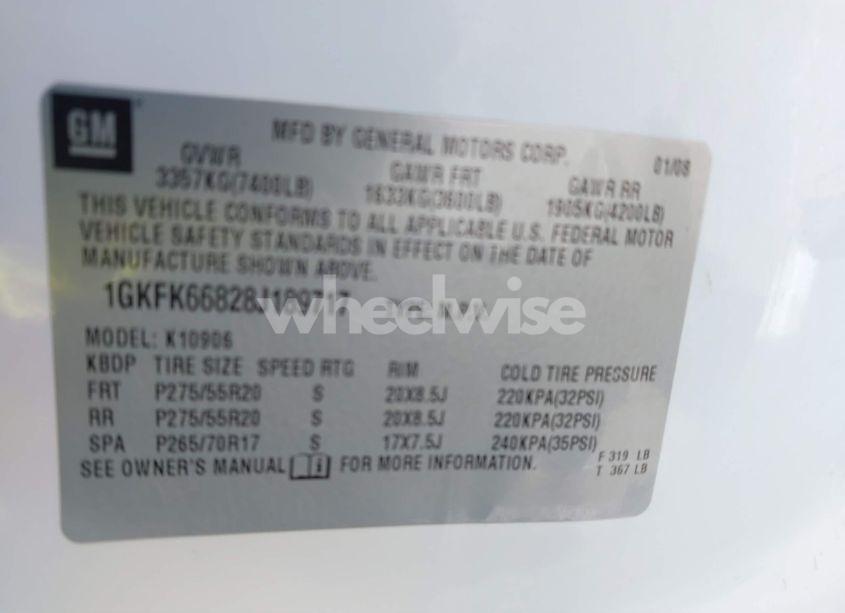 GM
MFD BY GENERAL MOTORS CORP.
01/08
GVWR GAWR FRT GAWR RR
3357KG(7400LB) 1633KG(3600LB) 1905KG(4200LB)
THIS VEHICLE CONFORMS TO ALL APPLICABLE U.S. FEDERAL MOTOR
VEHICLE SAFETY STANDARDS IN EFFECT ON THE DATE OF
MANUFACTURE SHOWN ABOVE.
1GKFK66828J189717
wheelwise
MODEL: K10906
KBDP TIRE SIZE SPEED RTG RIM COLD TIRE PRESSURE
FRT P275/55R20 S 20X8.5J 220KPA(32PSI)
RR P275/55R20 S 20X8.5J 220KPA(32PSI)
SPA P265/70R17 S 17X7.5J 240KPA(35PSI)
SEE OWNER'S MANUAL FOR MORE INFORMATION.
F 319 LB
T 367 LB